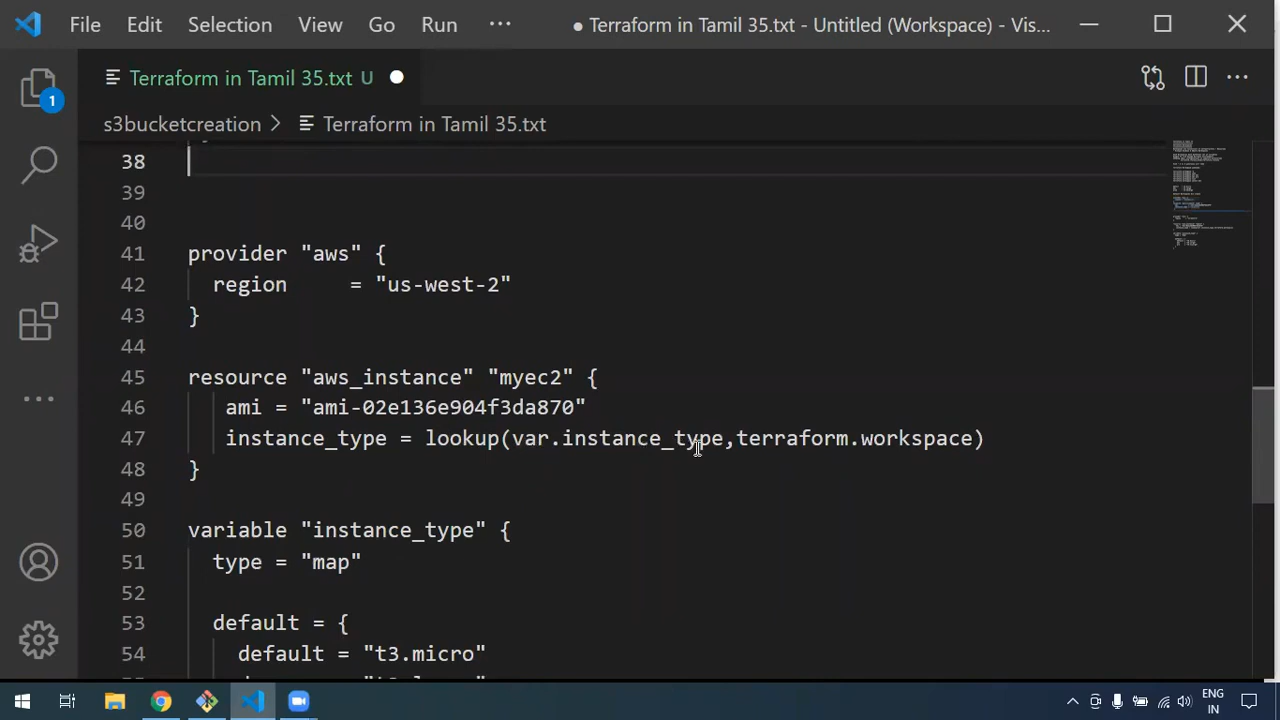 File Edit Selection View Go Run ··· ● Terraform in Tamil 35.txt - Untitled (Workspace) - Vis...
Terraform in Tamil 35.txt U
1
s3bucketcreation > Terraform in Tamil 35.txt
38
39
40
41 provider "aws" {
42 region     = "us-west-2"
43 }
44
45 resource "aws_instance" "myec2" {
46 ami = "ami-02e136e904f3da870"
47 instance_type = lookup(var.instance_type,terraform.workspace)
48 }
49
50 variable "instance_type" {
51 type = "map"
52
53 default = {
54 default = "t3.micro"
ENG
IN